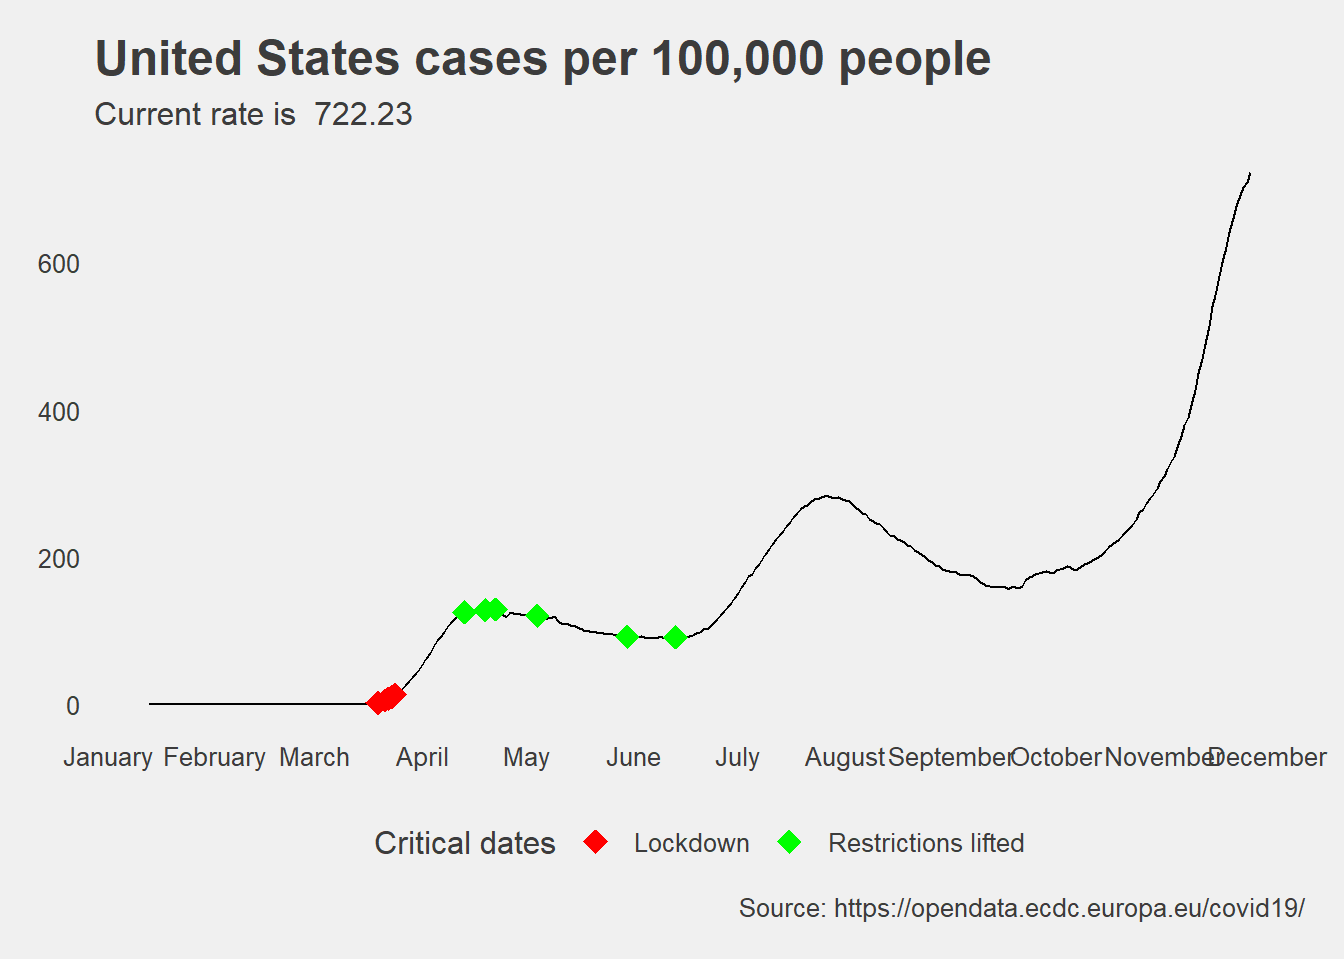 United States cases per 100,000 people
Current rate is  722.23
600
400
200
0
January February March April May June July August September October November December
Critical dates Lockdown Restrictions lifted
Source: https://opendata.ecdc.europa.eu/covid19/